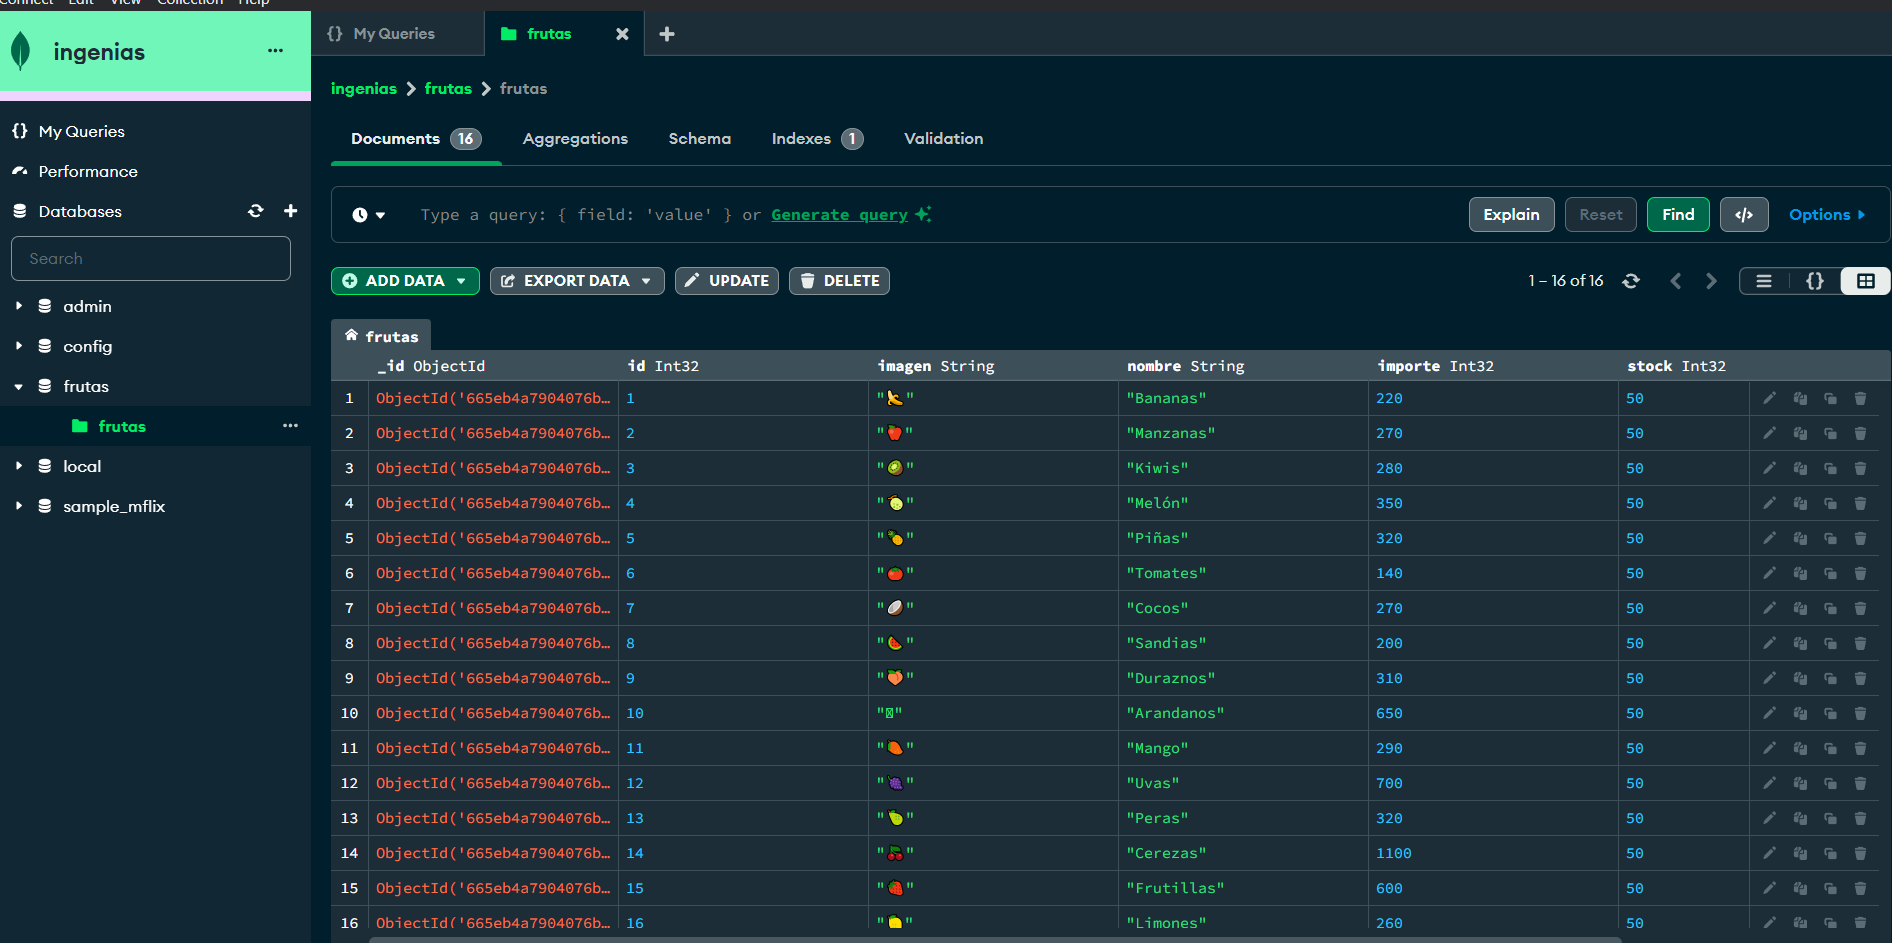 Connect Edit View Collection Help
ingenias
My Queries
Performance
Databases
Search
admin
config
frutas
frutas
local
sample_mflix
{} My Queries
frutas
ingenias > frutas > frutas
Documents 16 Aggregations Schema Indexes 1 Validation
Type a query: { field: 'value' } or Generate query
Explain Reset Find </> Options
ADD DATA EXPORT DATA UPDATE DELETE 1 – 16 of 16 {}
frutas
_id ObjectId id Int32 imagen String nombre String importe Int32 stock Int32
1 ObjectId('665eb4a7904076b… 1 "🍌" "Bananas" 220 50
2 ObjectId('665eb4a7904076b… 2 "🍎" "Manzanas" 270 50
3 ObjectId('665eb4a7904076b… 3 "🥝" "Kiwis" 280 50
4 ObjectId('665eb4a7904076b… 4 "🍈" "Melón" 350 50
5 ObjectId('665eb4a7904076b… 5 "🍍" "Piñas" 320 50
6 ObjectId('665eb4a7904076b… 6 "🍅" "Tomates" 140 50
7 ObjectId('665eb4a7904076b… 7 "🥥" "Cocos" 270 50
8 ObjectId('665eb4a7904076b… 8 "🍉" "Sandias" 200 50
9 ObjectId('665eb4a7904076b… 9 "🍑" "Duraznos" 310 50
10 ObjectId('665eb4a7904076b… 10 "" "Arandanos" 650 50
11 ObjectId('665eb4a7904076b… 11 "🥭" "Mango" 290 50
12 ObjectId('665eb4a7904076b… 12 "🍇" "Uvas" 700 50
13 ObjectId('665eb4a7904076b… 13 "🍐" "Peras" 320 50
14 ObjectId('665eb4a7904076b… 14 "🍒" "Cerezas" 1100 50
15 ObjectId('665eb4a7904076b… 15 "🍓" "Frutillas" 600 50
16 ObjectId('665eb4a7904076b… 16 "🍋" "Limones" 260 50